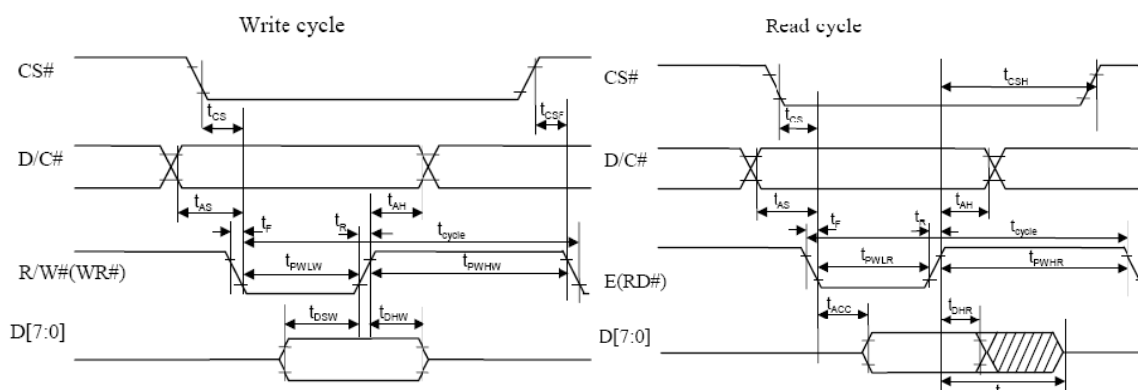 Write cycle
CS#
tCS
tCSF
D/C#
tAS
tF
tR
tAH
tcycle
R/W#(WR#)
tPWLW
tPWHW
tDSW
tDHW
D[7:0]
Read cycle
CS#
tCSH
tCS
D/C#
tAS
tF
tR
tAH
tcycle
E(RD#)
tPWLR
tPWHR
tACC
tDHR
D[7:0]
t